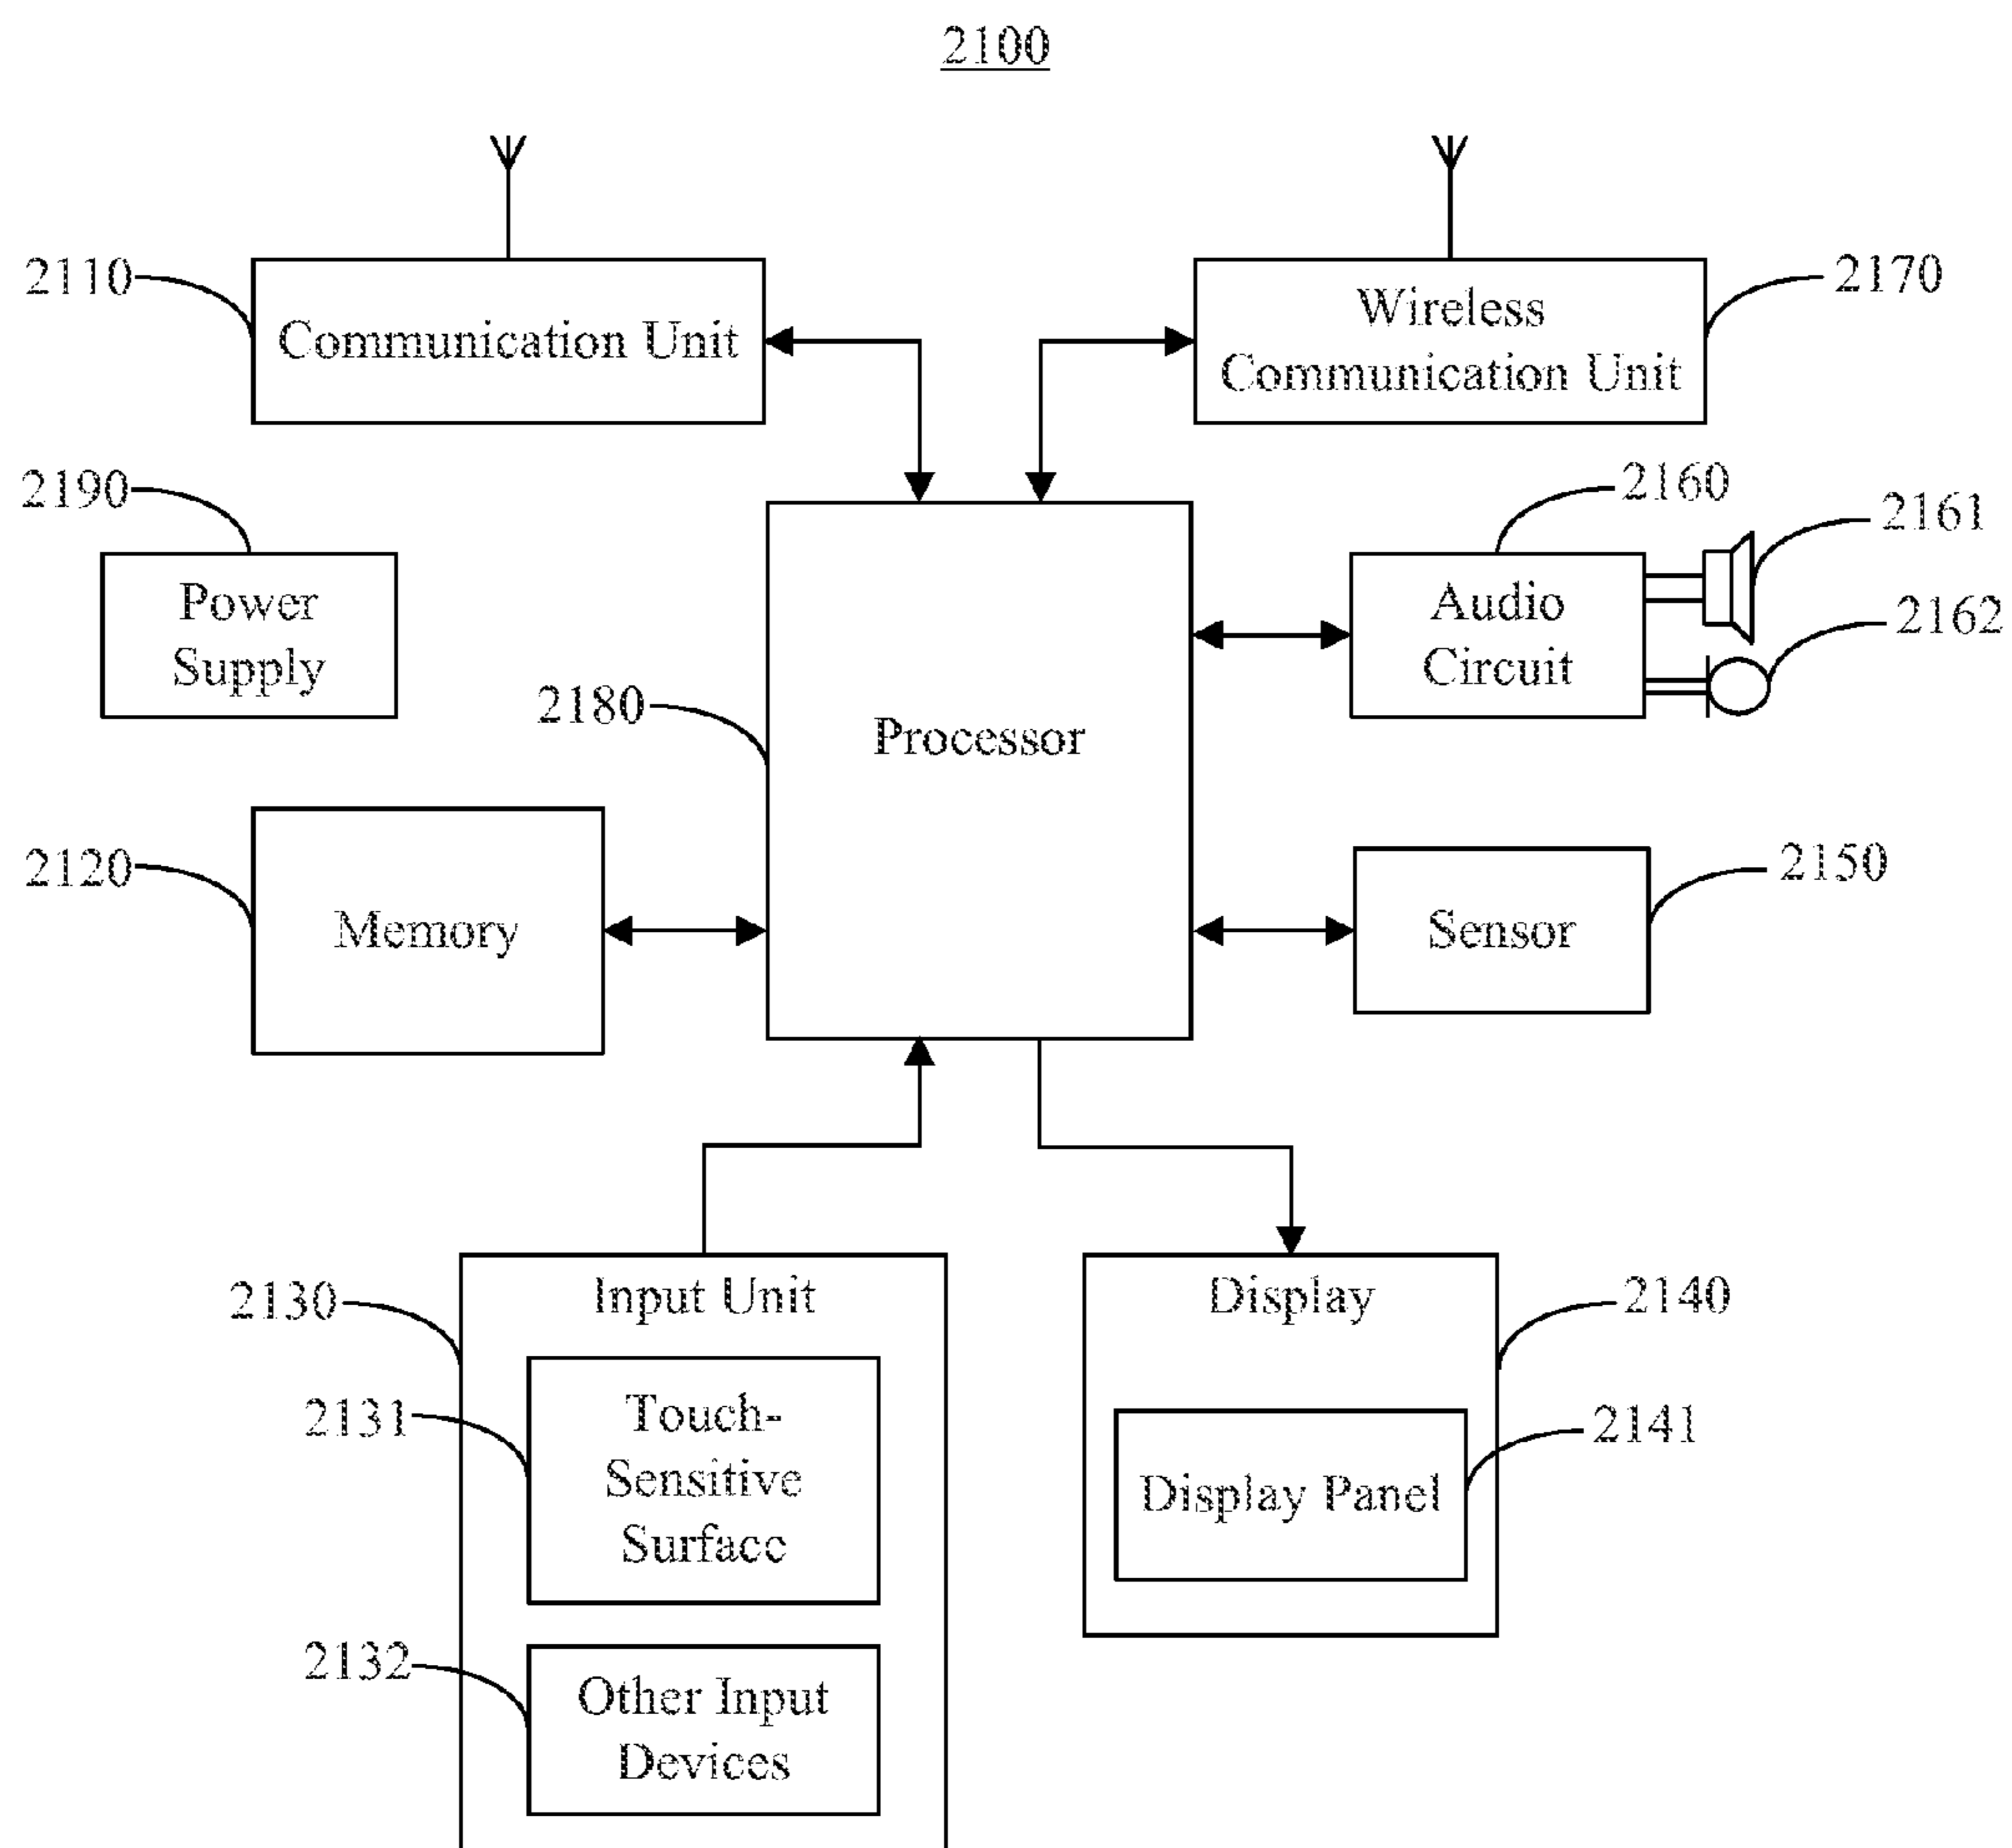 2100
2110
Communication Unit
Wireless
Communication Unit
2170
2190
Power
Supply
2180
Processor
2160
Audio
Circuit
2161
2162
2120
Memory
Sensor
2150
2130
Input Unit
2131
Touch-
Sensitive
Surface
2132
Other Input
Devices
Display
2140
Display Panel
2141